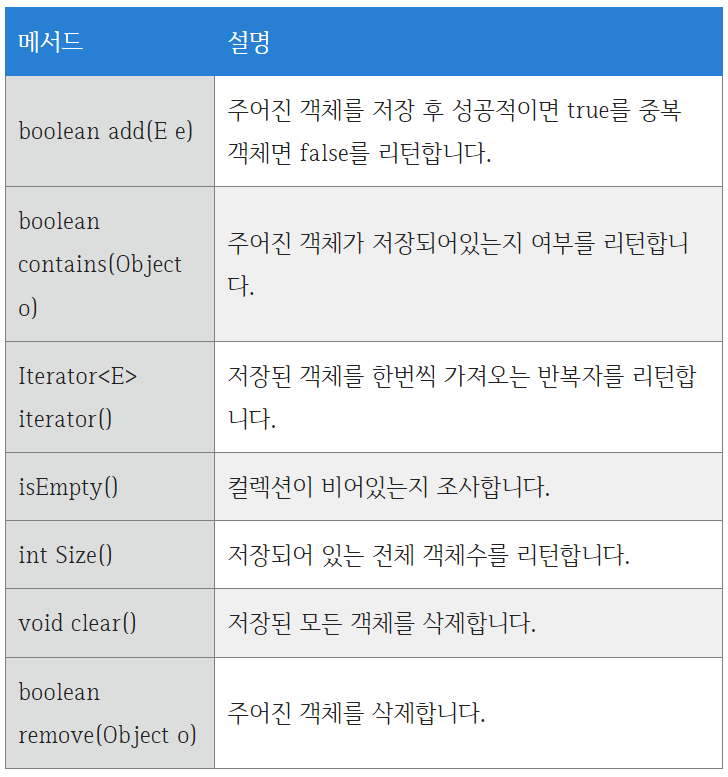 메서드 설명
boolean add(E e)
주어진 객체를 저장 후 성공적이면 true를 중복
객체면 false를 리턴합니다.
boolean
contains(Object
o)
주어진 객체가 저장되어있는지 여부를 리턴합니
다.
Iterator<E>
iterator()
저장된 객체를 한번씩 가져오는 반복자를 리턴합
니다.
isEmpty()
컬렉션이 비어있는지 조사합니다.
int Size()
저장되어 있는 전체 객체수를 리턴합니다.
void clear()
저장된 모든 객체를 삭제합니다.
boolean
remove(Object o)
주어진 객체를 삭제합니다.